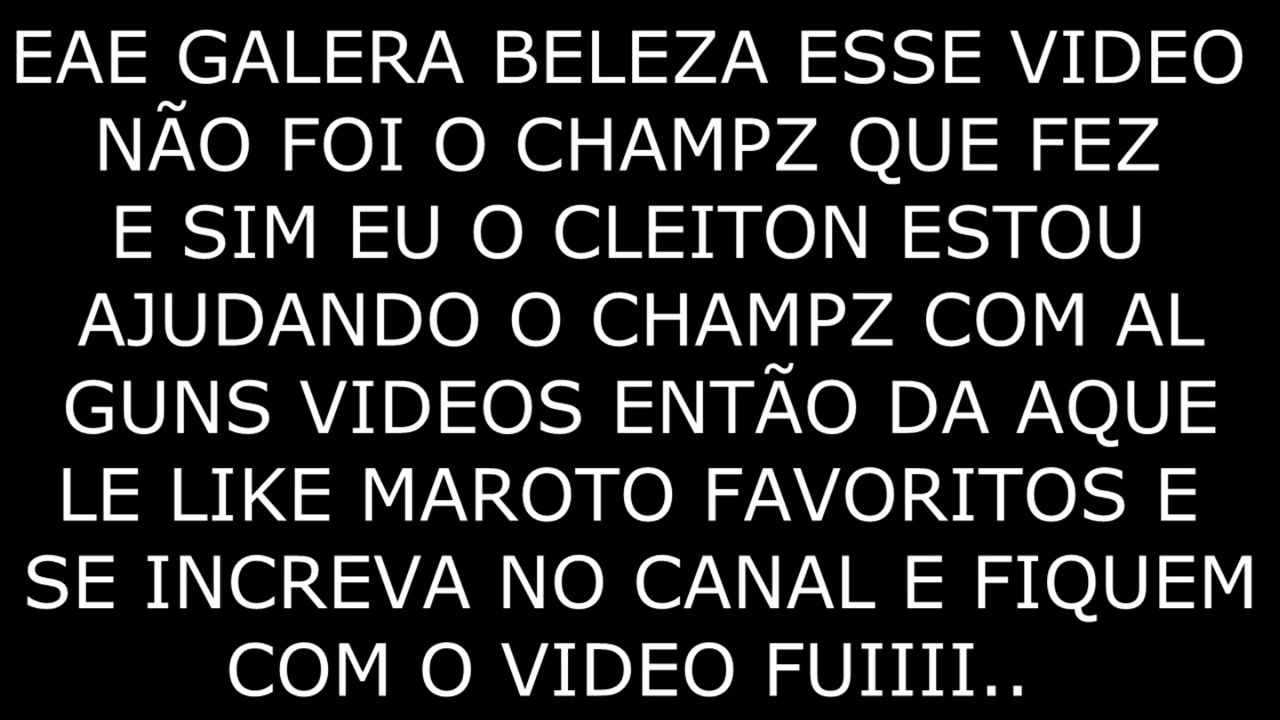 EAE GALERA BELEZA ESSE VIDEO
NÃO FOI O CHAMPZ QUE FEZ
E SIM EU O CLEITON ESTOU
AJUDANDO O CHAMPZ COM AL
GUNS VIDEOS ENTÃO DA AQUE
LE LIKE MAROTO FAVORITOS E
SE INCREVA NO CANAL E FIQUEM
COM O VIDEO FUIIII..